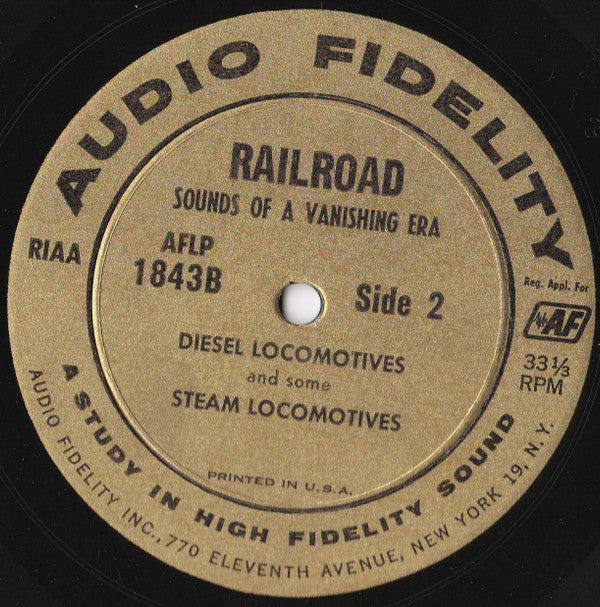 AUDIO FIDELITY
RAILROAD
SOUNDS OF A VANISHING ERA
RIAA
AFLP
1843B
Side 2
Reg. Appl. For
AF
33 1/3
RPM
DIESEL LOCOMOTIVES
and some
STEAM LOCOMOTIVES
PRINTED IN U.S.A.
A STUDY IN HIGH FIDELITY SOUND
AUDIO FIDELITY INC., 770 ELEVENTH AVENUE, NEW YORK 19, N.Y.